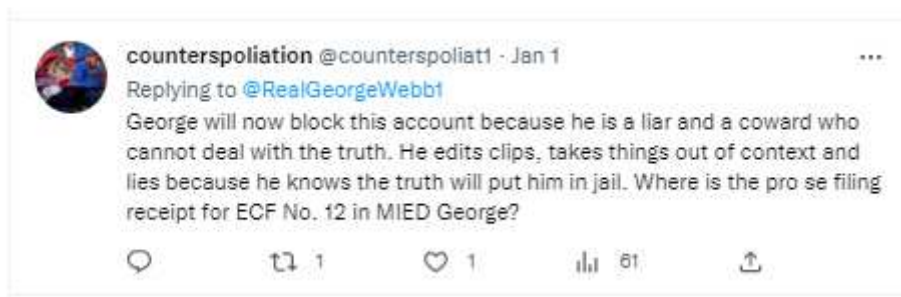 counterspoliation @counterspoliat1 · Jan 1
Replying to @RealGeorgeWebb1
George will now block this account because he is a liar and a coward who
cannot deal with the truth. He edits clips, takes things out of context and
lies because he knows the truth will put him in jail. Where is the pro se filing
receipt for ECF No. 12 in MIED George?
1 1 61